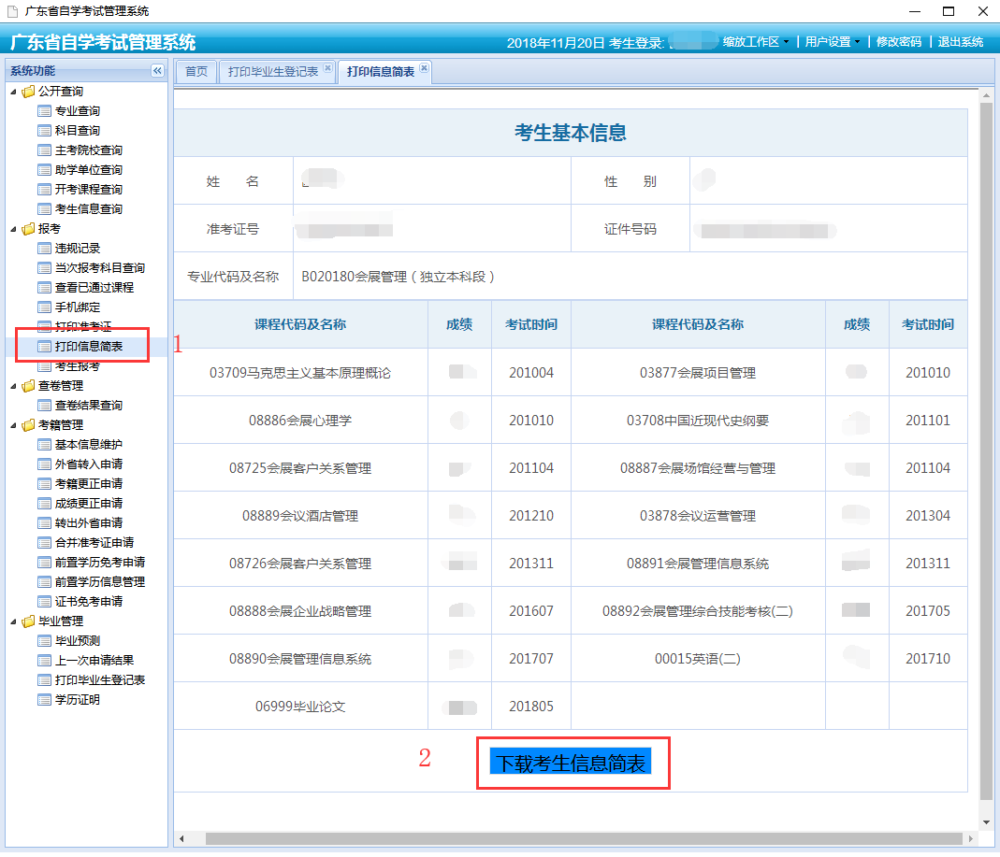 广东省自学考试管理系统
广东省自学考试管理系统
2018年11月20日 考生登录: 缩放工作区 | 用户设置 | 修改密码 | 退出系统
系统功能
公开查询
专业查询
科目查询
主考院校查询
助学单位查询
开考课程查询
考生信息查询
报考
违规记录
当次报考科目查询
查看已通过课程
手机绑定
打印准考证
打印信息简表
考生报考
查卷管理
查卷结果查询
考籍管理
基本信息维护
外省转入申请
考籍更正申请
成绩更正申请
转出外省申请
合并准考证申请
前置学历免考申请
前置学历信息管理
证书免考申请
毕业管理
毕业预测
上一次申请结果
打印毕业生登记表
学历证明
1
首页 打印毕业生登记表 打印信息简表
考生基本信息
姓 名 性 别
准考证号 证件号码
专业代码及名称 B020180会展管理（独立本科段）
课程代码及名称 成绩 考试时间 课程代码及名称 成绩 考试时间
03709马克思主义基本原理概论 201004 03877会展项目管理 201010
08886会展心理学 201010 03708中国近现代史纲要 201101
08725会展客户关系管理 201104 08887会展场馆经营与管理 201104
08889会议酒店管理 201210 03878会议运营管理 201304
08726会展客户关系管理 201311 08891会展管理信息系统 201311
08888会展企业战略管理 201607 08892会展管理综合技能考核(二) 201705
08890会展管理信息系统 201707 00015英语(二) 201710
06999毕业论文 201805
2 下载考生信息简表